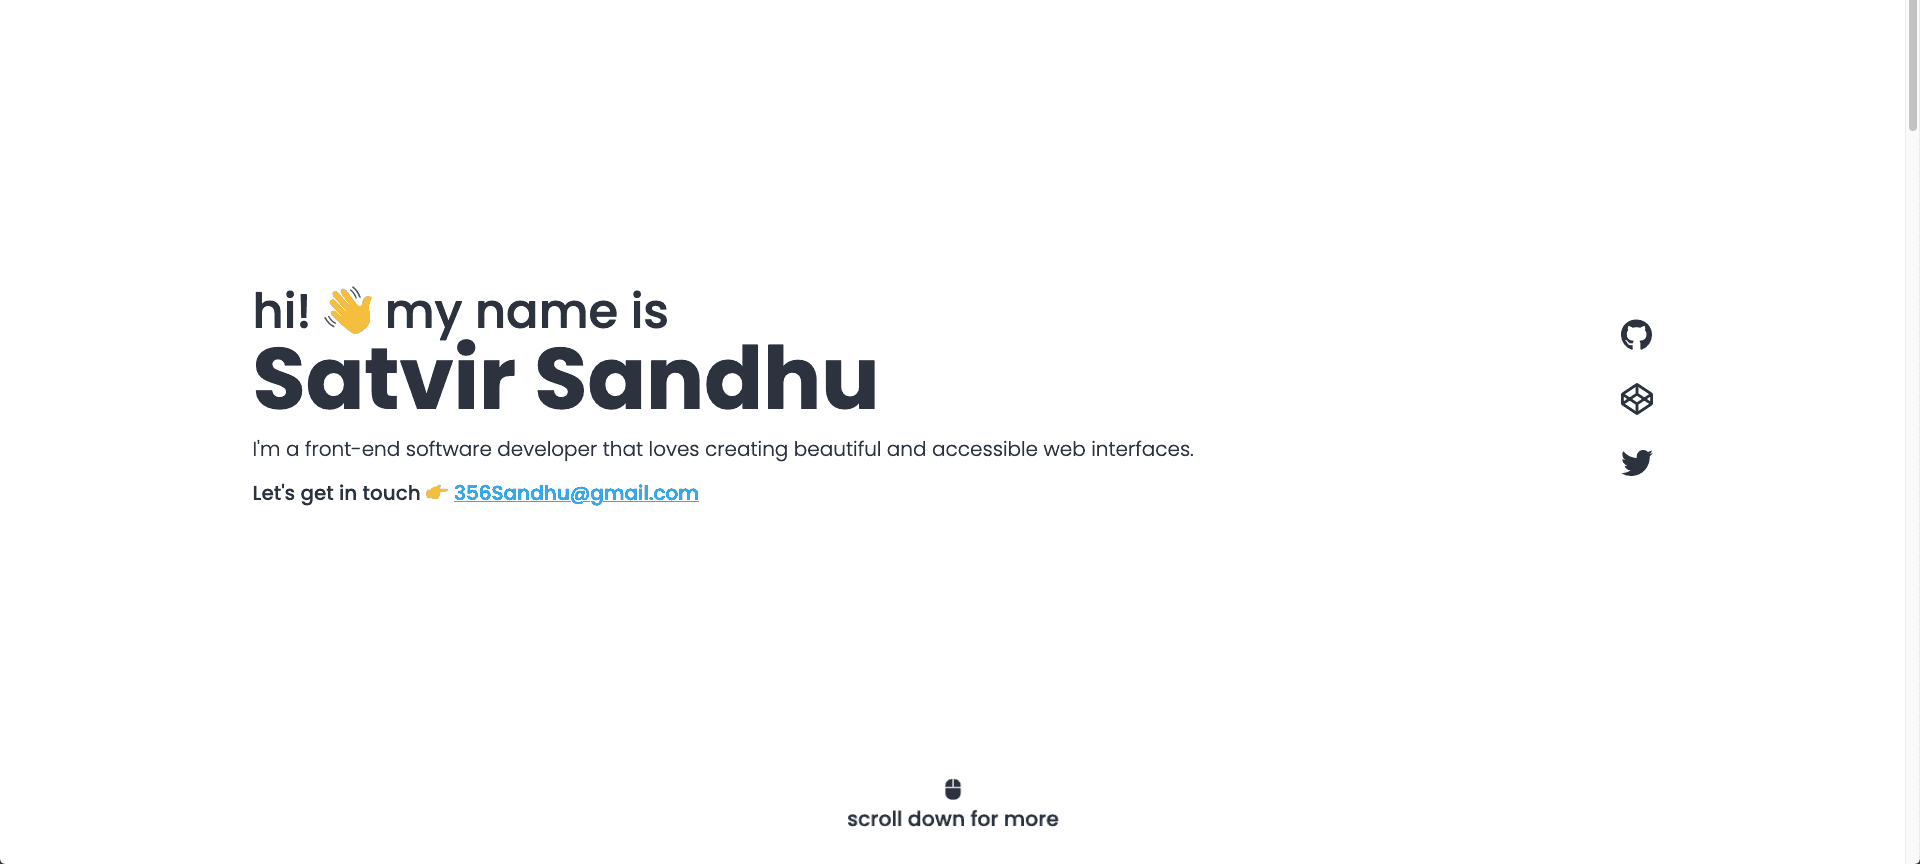 hi! 👋 my name is
Satvir Sandhu
I'm a front-end software developer that loves creating beautiful and accessible web interfaces.
Let's get in touch 👉 356Sandhu@gmail.com
scroll down for more